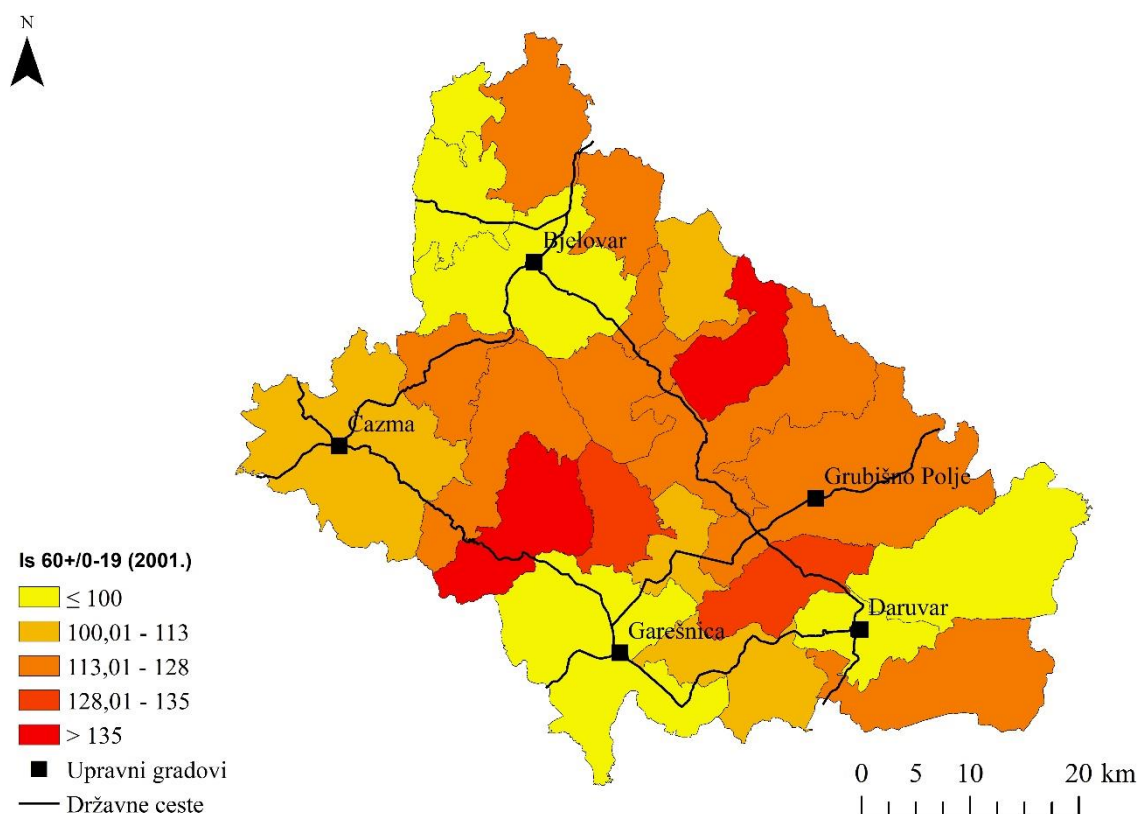 N
Bjelovar
Čazma
Grubišno Polje
Daruvar
Garešnica
Is 60+/0-19 (2001.)
≤ 100
100,01 - 113
113,01 - 128
128,01 - 135
> 135
Upravni gradovi
Državne ceste
0 5 10 20 km